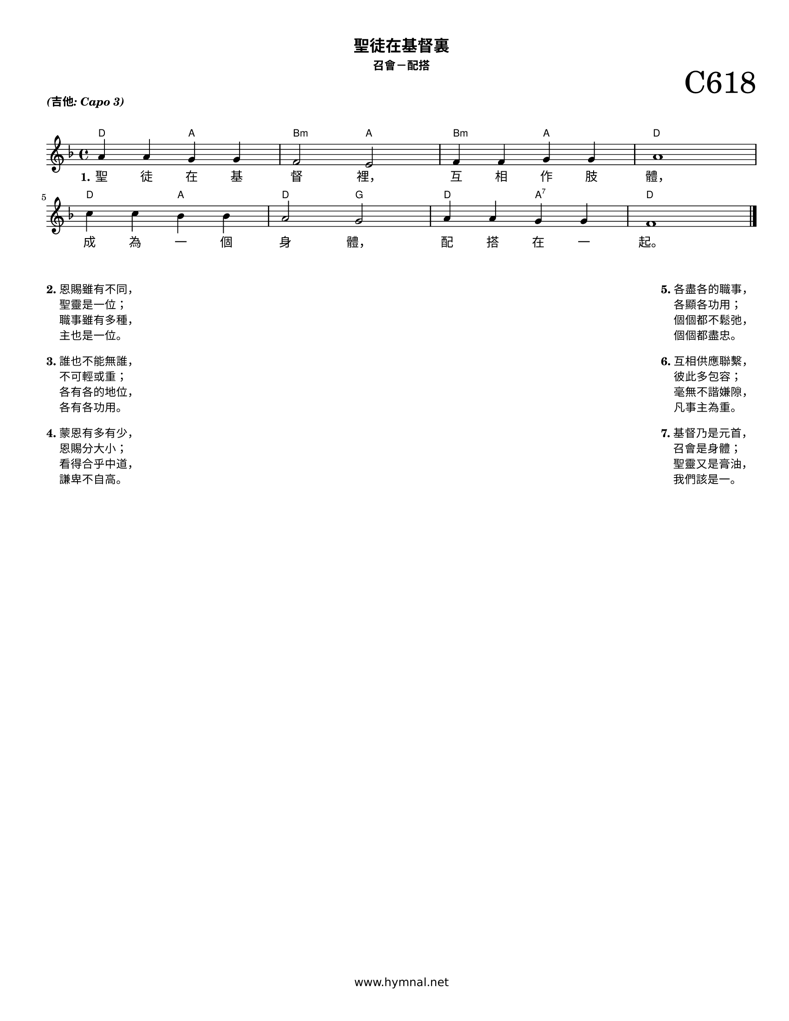 聖徒在基督裏
召會－配搭
C618
(吉他: Capo 3)
D A Bm A Bm A D
1. 聖 徒 在 基 督 裡， 互 相 作 肢 體，
5 D A D G D A7 D
成 為 一 個 身 體， 配 搭 在 一 起。
2. 恩賜雖有不同，
聖靈是一位；
職事雖有多種，
主也是一位。
3. 誰也不能無誰，
不可輕或重；
各有各的地位，
各有各功用。
4. 蒙恩有多有少，
恩賜分大小；
看得合乎中道，
謙卑不自高。
5. 各盡各的職事，
各顯各功用；
個個都不鬆弛，
個個都盡忠。
6. 互相供應聯繫，
彼此多包容；
毫無不諧嫌隙，
凡事主為重。
7. 基督乃是元首，
召會是身體；
聖靈又是膏油，
我們該是一。
www.hymnal.net